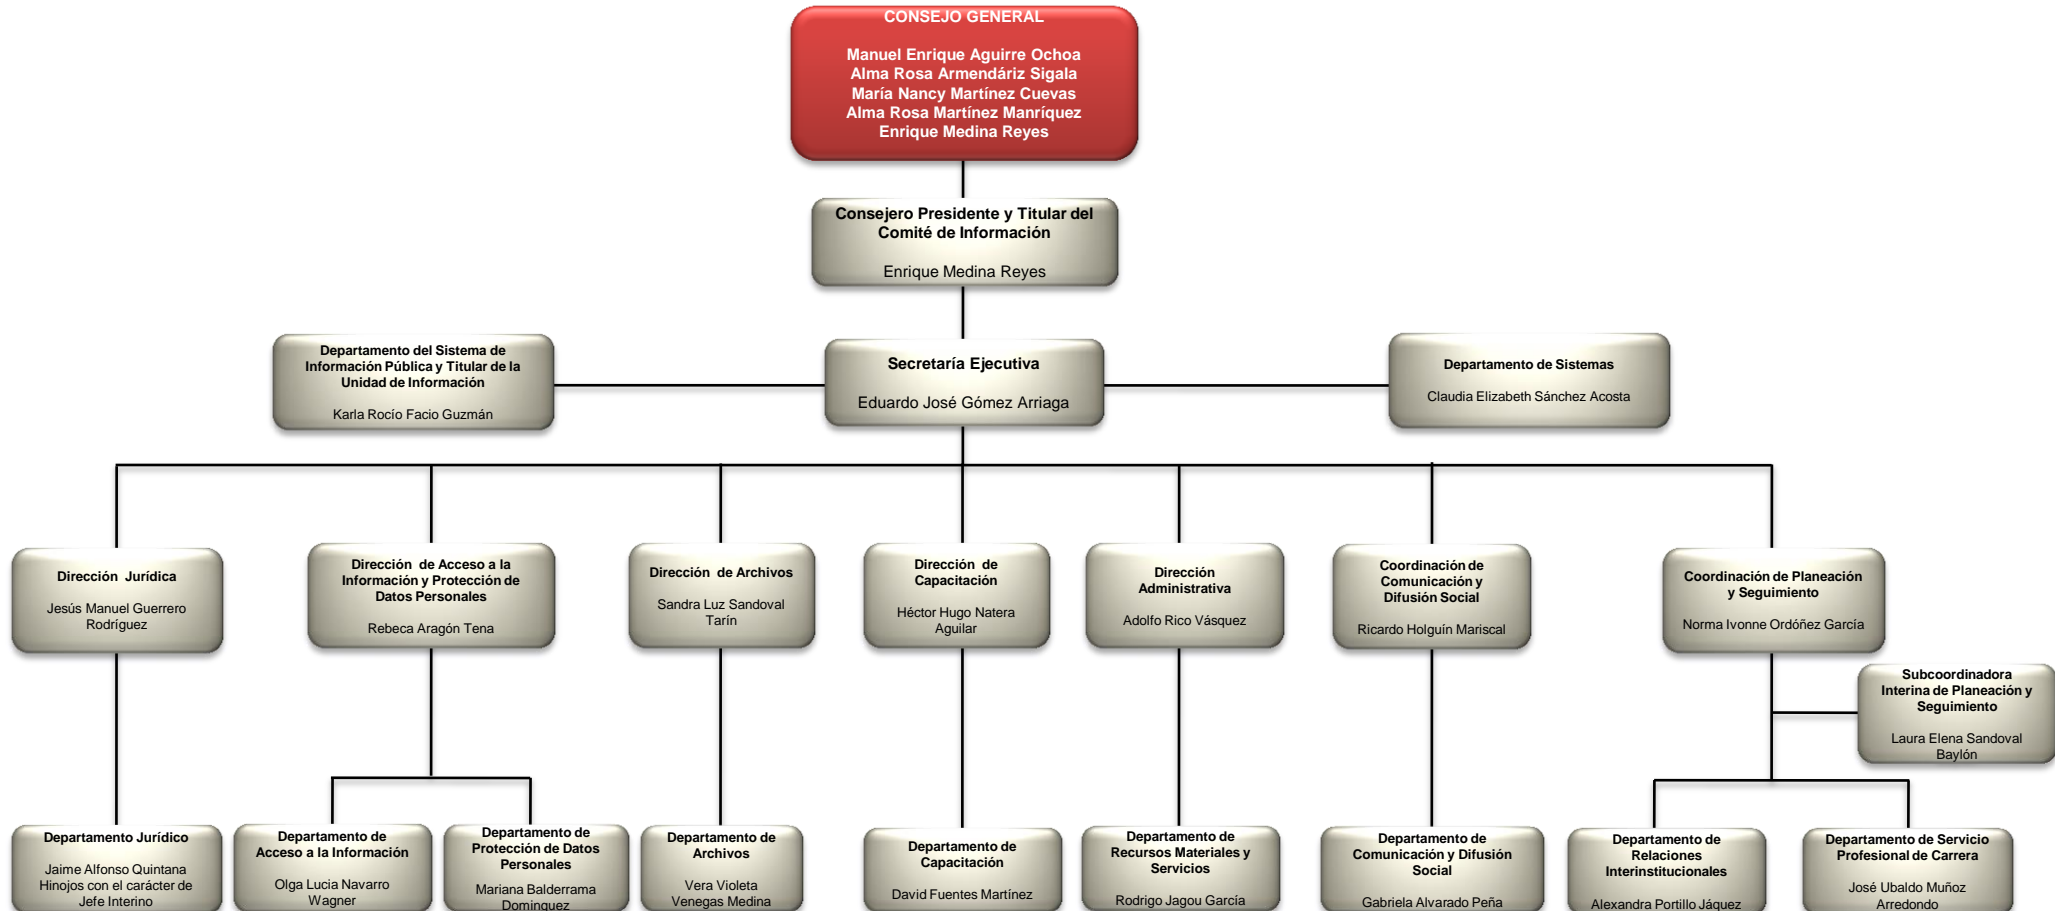 CONSEJO GENERAL
Manuel Enrique Aguirre Ochoa
Alma Rosa Armendáriz Sigala
María Nancy Martínez Cuevas
Alma Rosa Martínez Manríquez
Enrique Medina Reyes
Consejero Presidente y Titular del
Comité de Información
Enrique Medina Reyes
Departamento del Sistema de
Información Pública y Titular de la
Unidad de Información
Karla Rocío Facio Guzmán
Secretaría Ejecutiva
Eduardo José Gómez Arriaga
Departamento de Sistemas
Claudia Elizabeth Sánchez Acosta
Dirección Jurídica
Jesús Manuel Guerrero
Rodríguez
Dirección de Acceso a la
Información y Protección de
Datos Personales
Rebeca Aragón Tena
Dirección de Archivos
Sandra Luz Sandoval
Tarín
Dirección de
Capacitación
Héctor Hugo Natera
Aguilar
Dirección
Administrativa
Adolfo Rico Vásquez
Coordinación de
Comunicación y
Difusión Social
Ricardo Holguín Mariscal
Coordinación de Planeación
y Seguimiento
Norma Ivonne Ordóñez García
Subcoordinadora
Interina de Planeación y
Seguimiento
Laura Elena Sandoval
Baylón
Departamento Jurídico
Jaime Alfonso Quintana
Hinojos con el carácter de
Jefe Interino
Departamento de
Acceso a la Información
Olga Lucia Navarro
Wagner
Departamento de
Protección de Datos
Personales
Mariana Balderrama
Dominguez
Departamento de
Archivos
Vera Violeta
Venegas Medina
Departamento de
Capacitación
David Fuentes Martínez
Departamento de
Recursos Materiales y
Servicios
Rodrigo Jagou García
Departamento de
Comunicación y Difusión
Social
Gabriela Alvarado Peña
Departamento de
Relaciones
Interinstitucionales
Alexandra Portillo Jáquez
Departamento de Servicio
Profesional de Carrera
José Ubaldo Muñoz
Arredondo